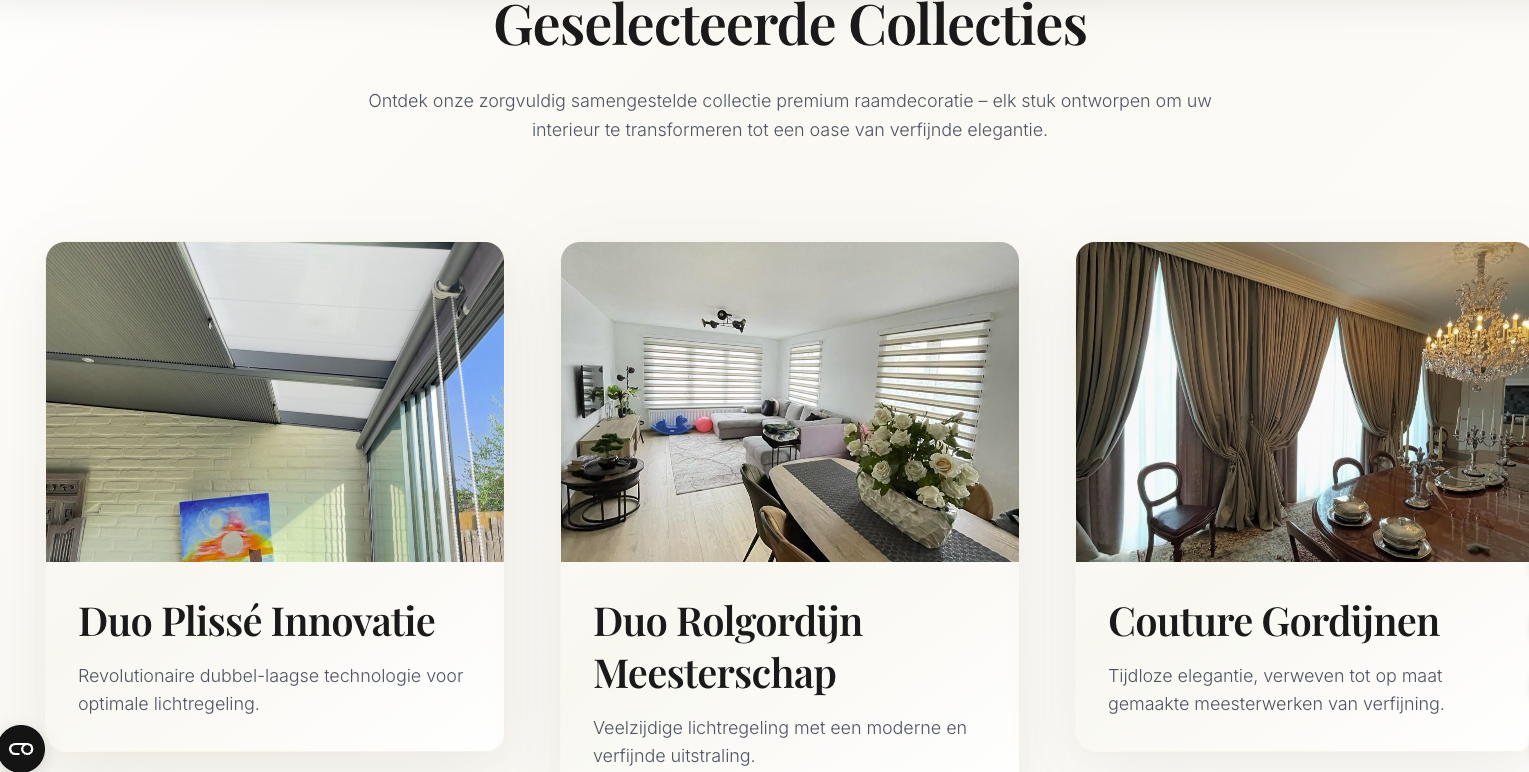 Geselecteerde Collecties
Ontdek onze zorgvuldig samengestelde collectie premium raamdecoratie – elk stuk ontworpen om uw
interieur te transformeren tot een oase van verfijnde elegantie.
Duo Plissé Innovatie
Revolutionaire dubbel-laagse technologie voor
optimale lichtregeling.
Duo Rolgordijn
Meesterschap
Veelzijdige lichtregeling met een moderne en
verfijnde uitstraling.
Couture Gordijnen
Tijdloze elegantie, verweven tot op maat
gemaakte meesterwerken van verfijning.